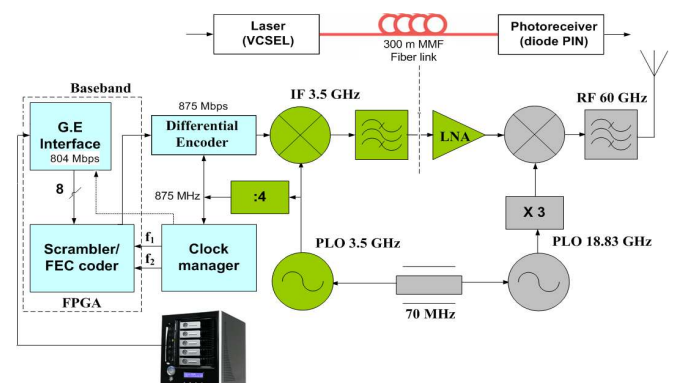 Laser
(VCSEL)
300 m MMF
Fiber link
Photoreceiver
(diode PIN)
Baseband
875 Mbps
IF 3.5 GHz
RF 60 GHz
G.E
Interface
804 Mbps
Differential
Encoder
LNA
8
875 MHz
:4
X 3
Scrambler/
FEC coder
f1
f2
Clock
manager
PLO 3.5 GHz
PLO 18.83 GHz
FPGA
70 MHz